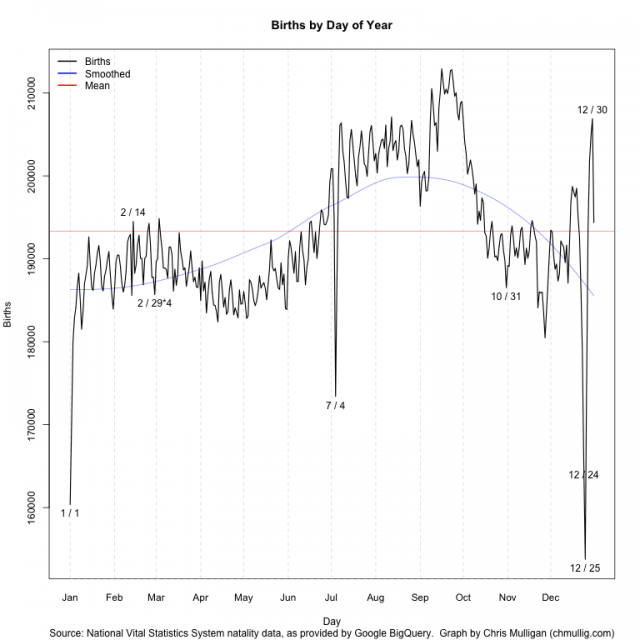 Births by Day of Year
Births
Smoothed
Mean
12 / 30
2 / 14
2 / 29*4
10 / 31
7 / 4
12 / 24
1 / 1
12 / 25
210000
200000
190000
180000
170000
160000
Births
Jan Feb Mar Apr May Jun July Aug Sep Oct Nov Dec
Day
Source: National Vital Statistics System natality data, as provided by Google BigQuery. Graph by Chris Mulligan (chmullig.com)